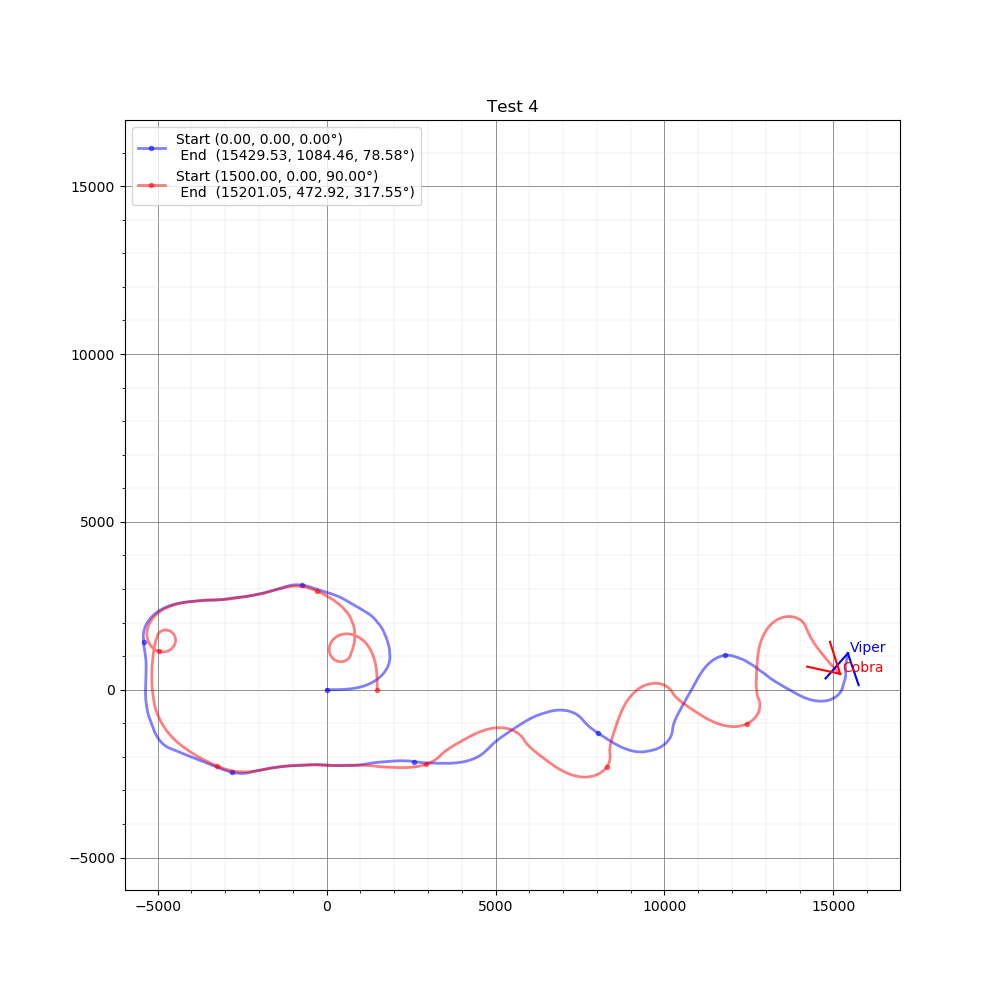 Test 4
Start (0.00, 0.00, 0.00°)
End  (15429.53, 1084.46, 78.58°)
Start (1500.00, 0.00, 90.00°)
End  (15201.05, 472.92, 317.55°)
15000
10000
5000
0
−5000
Viper
Cobra
−5000
0
5000
10000
15000